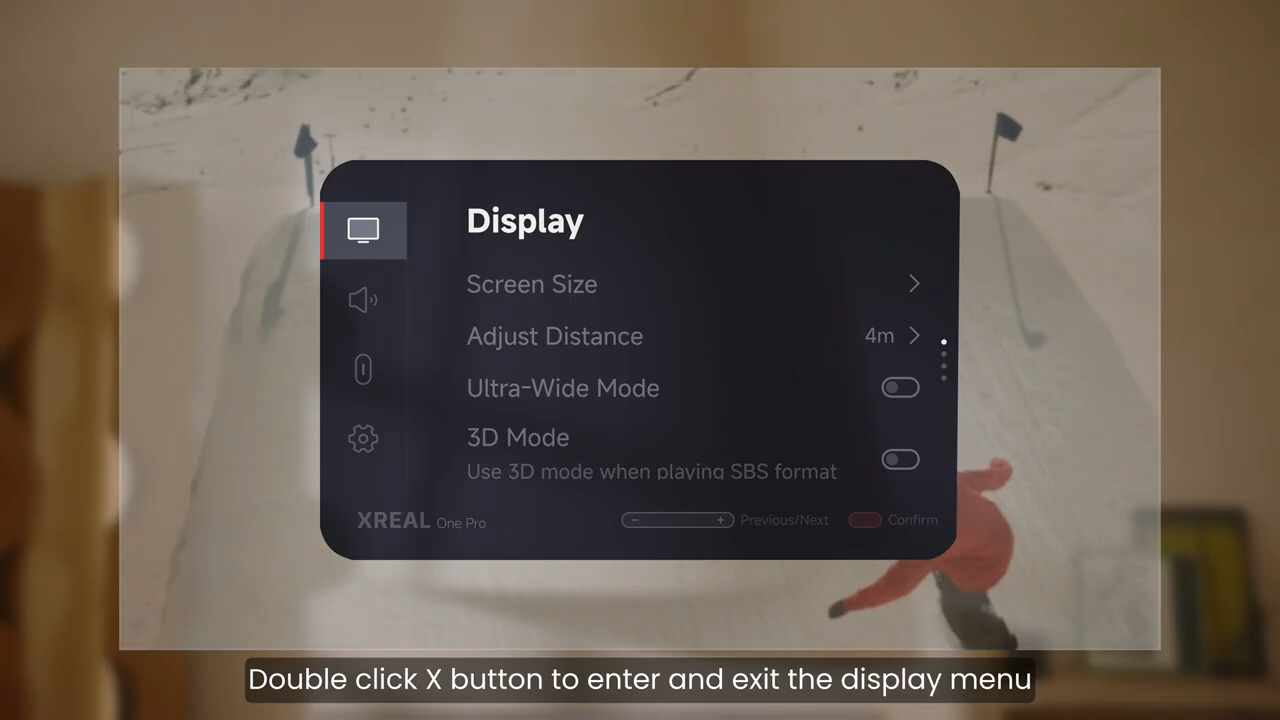 Display
Screen Size
Adjust Distance 4m
Ultra-Wide Mode
3D Mode
Use 3D mode when playing SBS format
XREAL One Pro - + Previous/Next Confirm
Double click X button to enter and exit the display menu